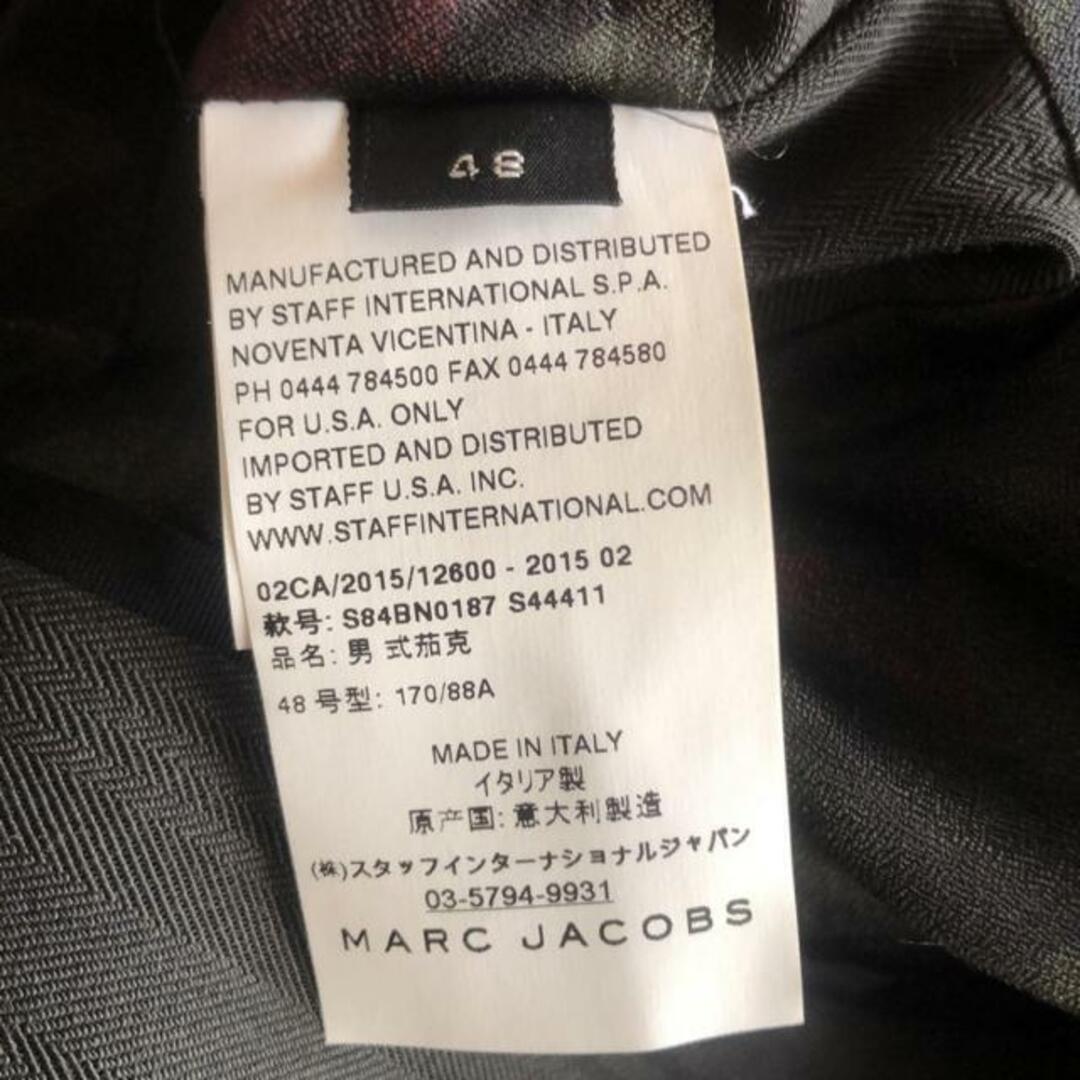 48
MANUFACTURED AND DISTRIBUTED
BY STAFF INTERNATIONAL S.P.A.
NOVENTA VICENTINA - ITALY
PH 0444 784500 FAX 0444 784580
FOR U.S.A. ONLY
IMPORTED AND DISTRIBUTED
BY STAFF U.S.A. INC.
WWW.STAFFINTERNATIONAL.COM
02CA/2015/12600 - 2015 02
款号: S84BN0187 S44411
品名: 男 式茄克
48 号型: 170/88A
MADE IN ITALY
イタリア製
原产国: 意大利製造
(株)スタッフインターナショナルジャパン
03-5794-9931
MARC JACOBS